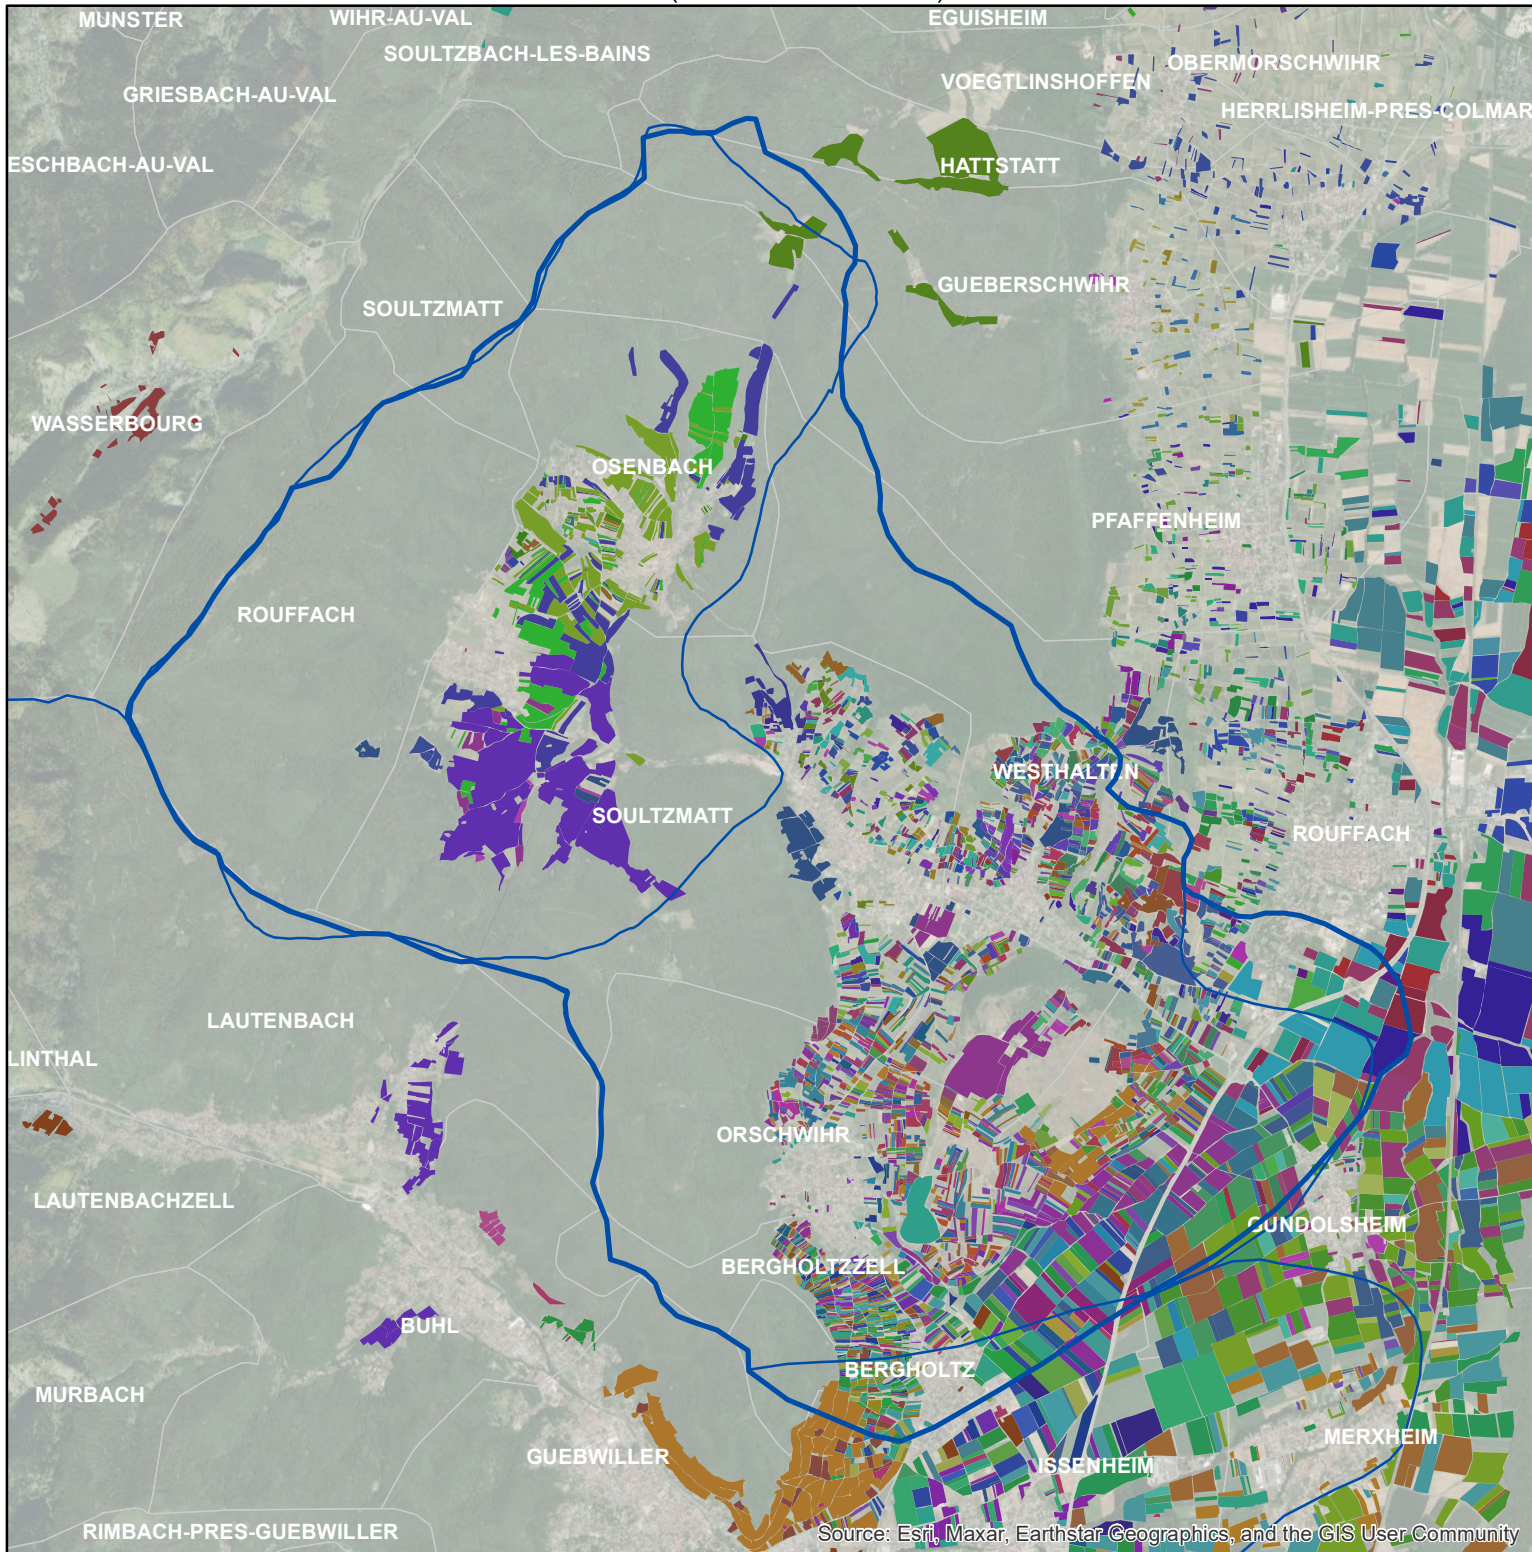 MUNSTER
WIHR-AU-VAL
EGUISHEIM
SOULTZBACH-LES-BAINS
OBERMORSCHWIHR
VOEGTLINSHOFFEN
GRIESBACH-AU-VAL
HERRLISHEIM-PRES-COLMAR
ESCHBACH-AU-VAL
HATTSTATT
GUEBERSCHWIHR
SOULTZMATT
WASSERBOURG
OSENBACH
PFAFFENHEIM
ROUFFACH
WESTHALTEN
SOULTZMATT
ROUFFACH
LAUTENBACH
LINTHAL
ORSCHWIHR
LAUTENBACHZELL
GUNDOLSHEIM
BERGHOLTZZELL
BUHL
BERGHOLTZ
MURBACH
MERXHEIM
GUEBWILLER
ISSENHEIM
RIMBACH-PRES-GUEBWILLER
Source: Esri, Maxar, Earthstar Geographics, and the GIS User Community